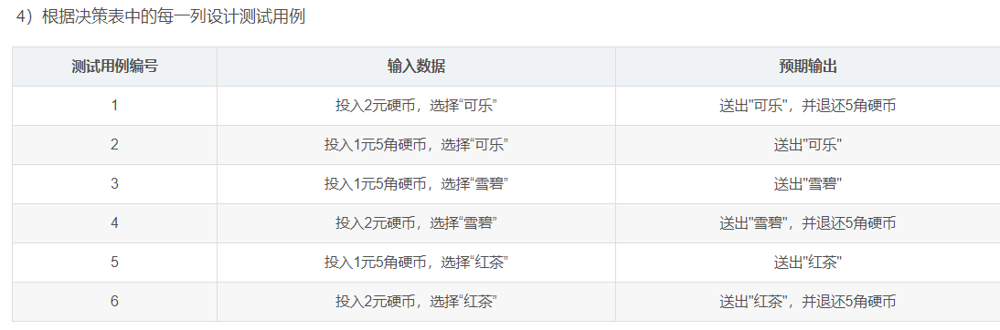 4）根据决策表中的每一列设计测试用例
测试用例编号 输入数据 预期输出
1 投入2元硬币，选择“可乐” 送出"可乐"，并退还5角硬币
2 投入1元5角硬币，选择“可乐” 送出"可乐"
3 投入1元5角硬币，选择“雪碧” 送出"雪碧"
4 投入2元硬币，选择“雪碧” 送出"雪碧"，并退还5角硬币
5 投入1元5角硬币，选择“红茶” 送出"红茶"
6 投入2元硬币，选择“红茶” 送出"红茶"，并退还5角硬币